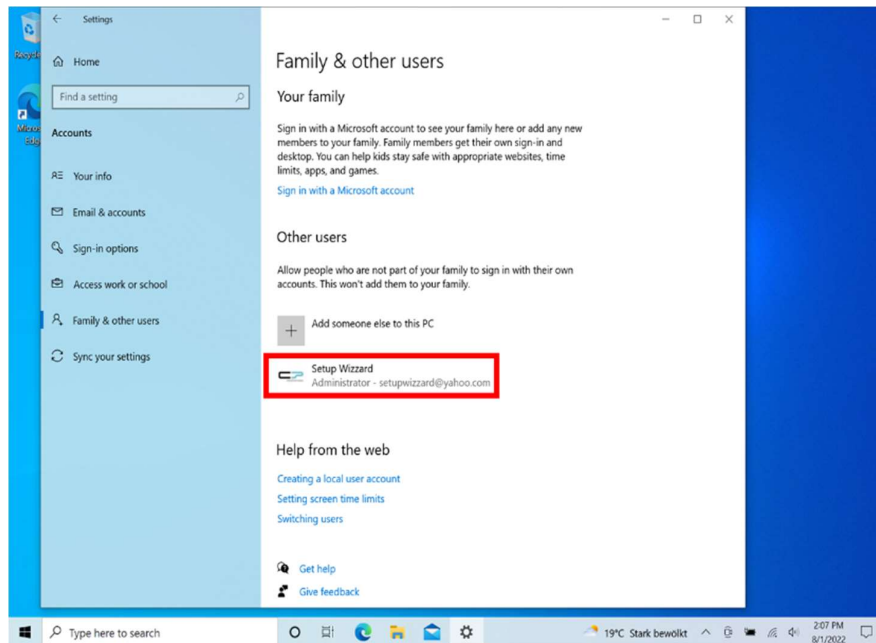 Settings
Home
Find a setting
Accounts
Your info
Email & accounts
Sign-in options
Access work or school
Family & other users
Sync your settings
Family & other users
Your family
Sign in with a Microsoft account to see your family here or add any new
members to your family. Family members get their own sign-in and
desktop. You can help kids stay safe with appropriate websites, time
limits, apps, and games.
Sign in with a Microsoft account
Other users
Allow people who are not part of your family to sign in with their own
accounts. This won't add them to your family.
Add someone else to this PC
Setup Wizzard
Administrator - setupwizzard@yahoo.com
Help from the web
Creating a local user account
Setting screen time limits
Switching users
Get help
Give feedback
Type here to search
19°C Stark bewölkt
2:07 PM
8/1/2022